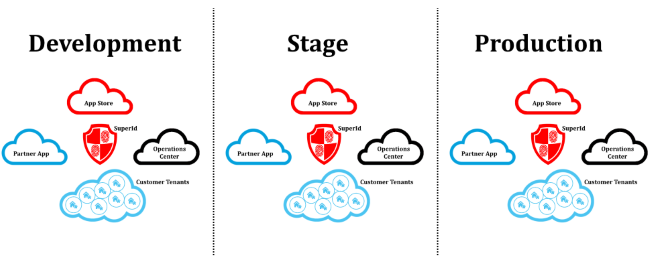 Development
App Store
SuperId
Partner App
Operations
Center
Customer Tenants
Stage
App Store
SuperId
Partner App
Operations
Center
Customer Tenants
Production
App Store
SuperId
Partner App
Operations
Center
Customer Tenants